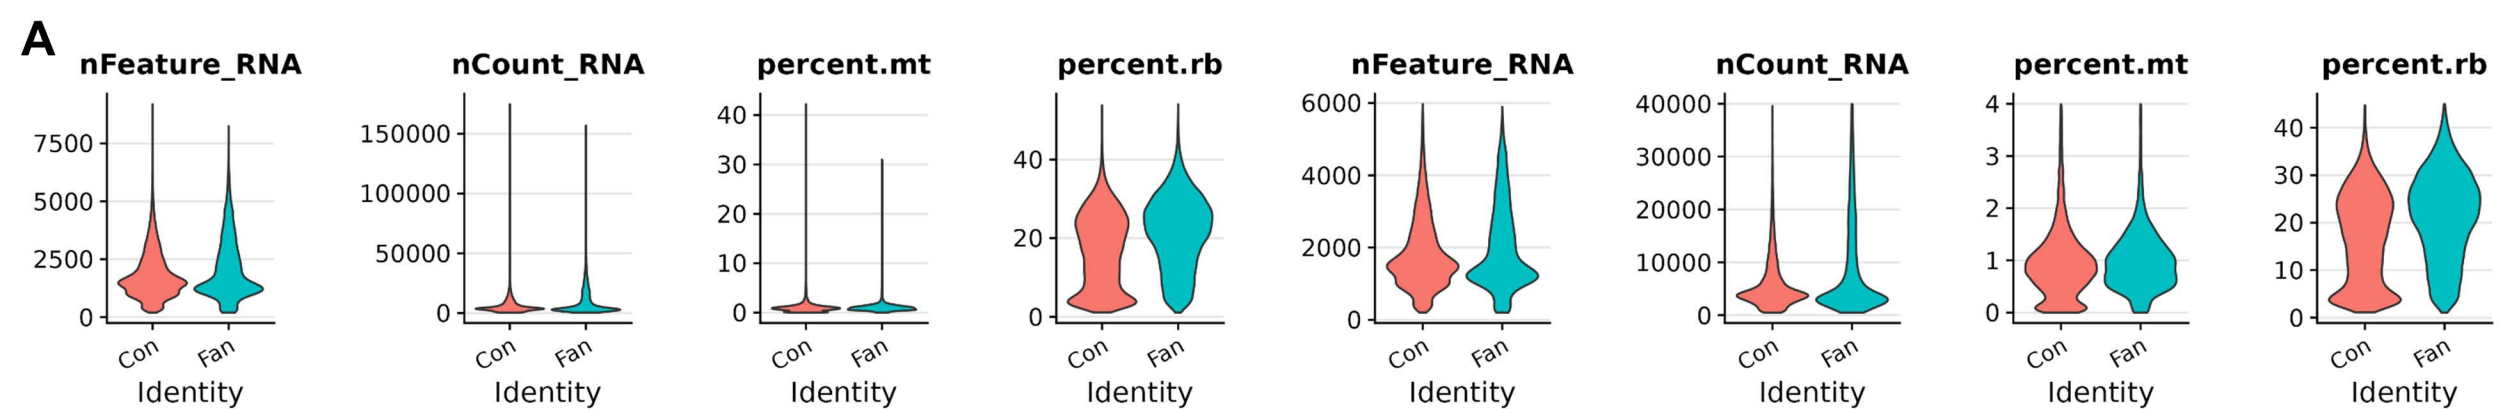 A
nFeature_RNA nCount_RNA percent.mt percent.rb nFeature_RNA nCount_RNA percent.mt percent.rb
7500
5000
2500
0
Con Fan
Identity
150000
100000
50000
0
Con Fan
Identity
40
30
20
10
0
Con Fan
Identity
40
20
0
Con Fan
Identity
6000
4000
2000
0
Con Fan
Identity
40000
30000
20000
10000
0
Con Fan
Identity
4
3
2
1
0
Con Fan
Identity
40
30
20
10
0
Con Fan
Identity